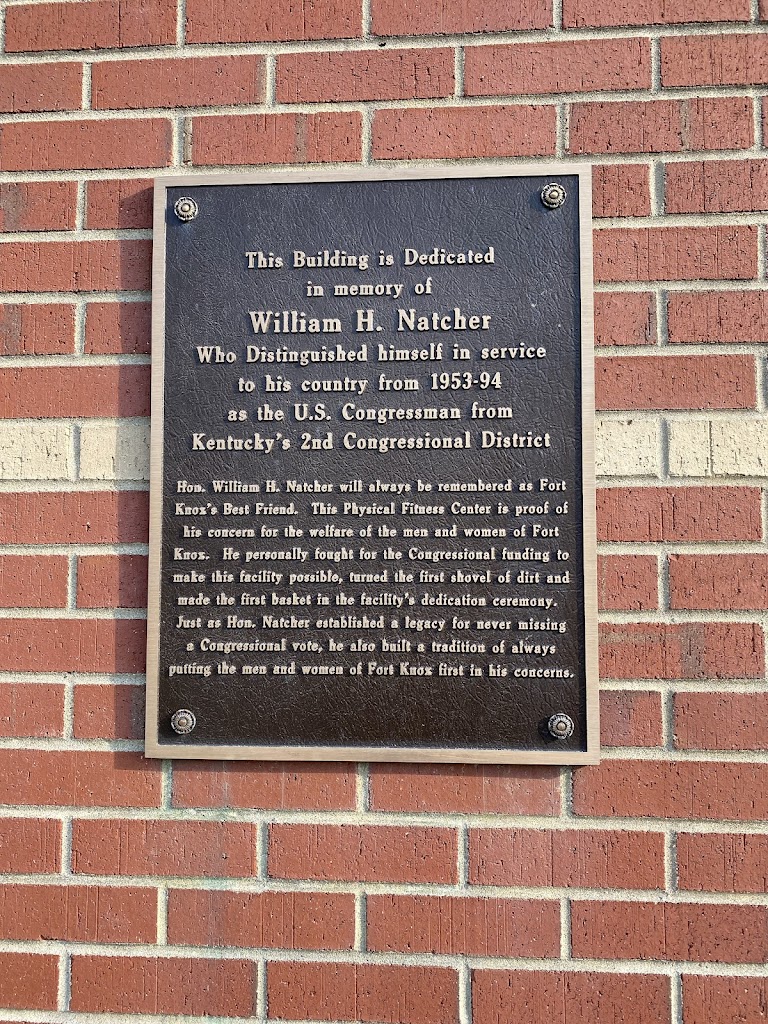 This Building is Dedicated
in memory of
William H. Natcher
Who Distinguished himself in service
to his country from 1953-94
as the U.S. Congressman from
Kentucky's 2nd Congressional District
Hon. William H. Natcher will always be remembered as Fort
Knox's Best Friend. This Physical Fitness Center is proof of
his concern for the welfare of the men and women of Fort
Knox. He personally fought for the Congressional funding to
make this facility possible, turned the first shovel of dirt and
made the first basket in the facility's dedication ceremony.
Just as Hon. Natcher established a legacy for never missing
a Congressional vote, he also built a tradition of always
putting the men and women of Fort Knox first in his concerns.